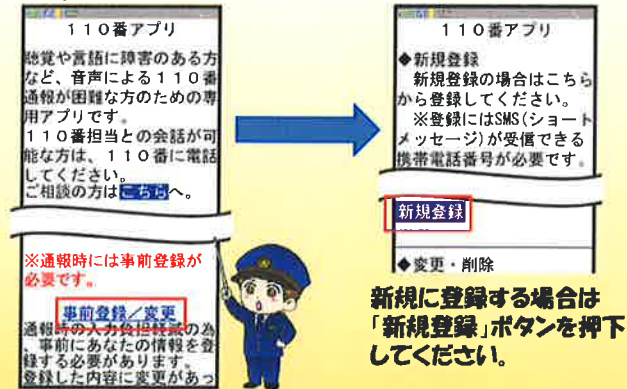 110番アプリ
聴覚や言語に障害のある方
など、音声による110番
通報が困難な方のための専
用アプリです。
110番担当との会話が可
能な方は、110番に電話
してください。
ご相談の方はこちらへ。
※通報時には事前登録が
必要です。
事前登録／変更
通報時の入力負担軽減の為
、事前にあなたの情報を登
録する必要があります。
登録した内容に変更があっ
110番アプリ
◆新規登録
新規登録の場合はこちら
から登録してください。
※登録にはSMS(ショート
メッセージ)が受信できる
携帯電話番号が必要です。
新規登録
◆変更・削除
新規に登録する場合は
「新規登録」ボタンを押下
してください。